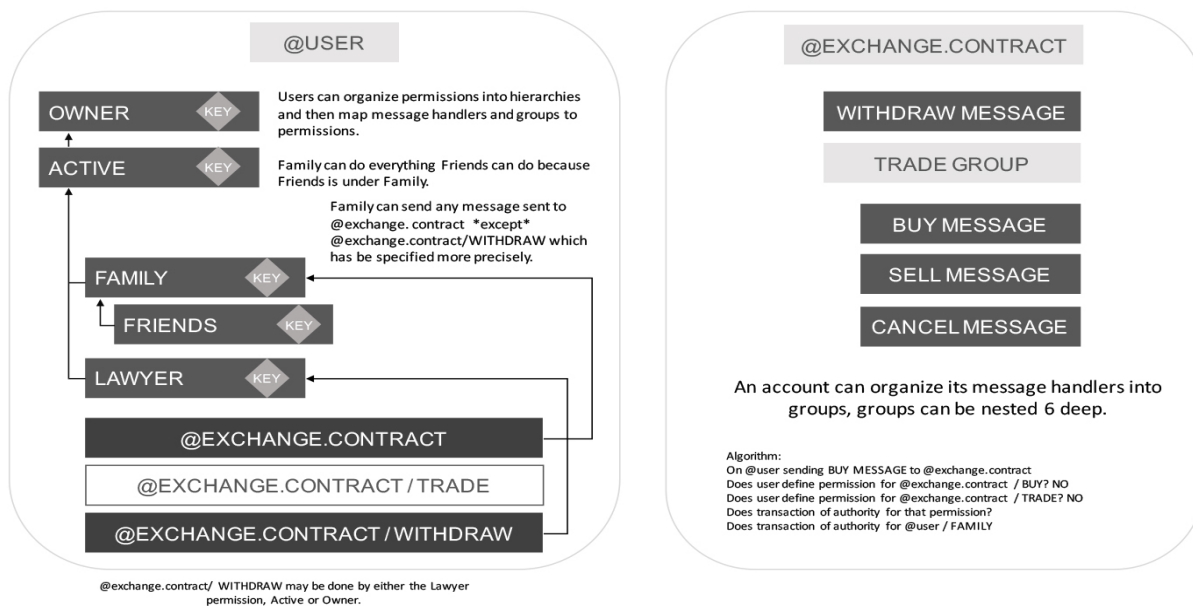 @USER
OWNER KEY
Users can organize permissions into hierarchies
and then map message handlers and groups to
permissions.
ACTIVE KEY
Family can do everything Friends can do because
Friends is under Family.
Family can send any message sent to
@exchange. contract *except*
@exchange.contract/WITHDRAW which
has be specified more precisely.
FAMILY KEY
FRIENDS KEY
LAWYER KEY
@EXCHANGE.CONTRACT
@EXCHANGE.CONTRACT / TRADE
@EXCHANGE.CONTRACT / WITHDRAW
@exchange.contract/ WITHDRAW may be done by either the Lawyer
permission, Active or Owner.
@EXCHANGE.CONTRACT
WITHDRAW MESSAGE
TRADE GROUP
BUY MESSAGE
SELL MESSAGE
CANCEL MESSAGE
An account can organize its message handlers into
groups, groups can be nested 6 deep.
Algorithm:
On @user sending BUY MESSAGE to @exchange.contract
Does user define permission for @exchange.contract / BUY? NO
Does user define permission for @exchange.contract / TRADE? NO
Does transaction of authority for that permission?
Does transaction of authority for @user / FAMILY